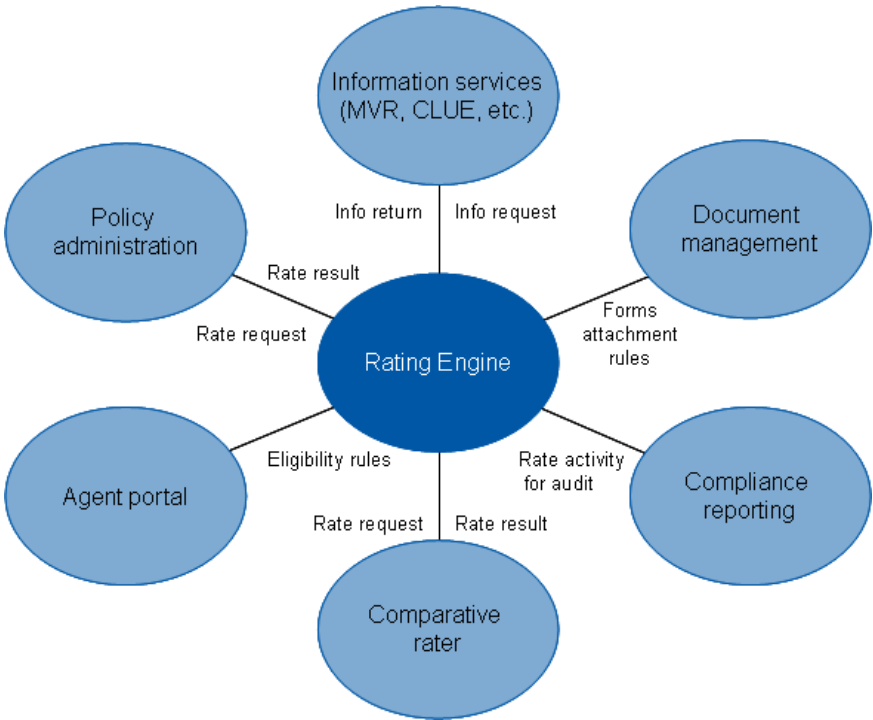 Information services
(MVR, CLUE, etc.)
Policy
administration
Info return
Info request
Document
management
Rate result
Rate request
Forms
attachment
rules
Rating Engine
Agent portal
Eligibility rules
Rate activity
for audit
Compliance
reporting
Rate request
Rate result
Comparative
rater